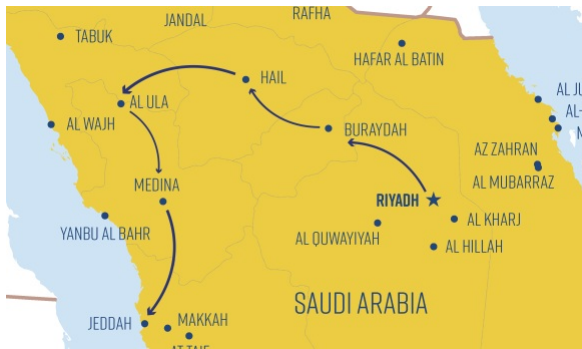 RAFHA
JANDAL
TABUK
HAFAR AL BATIN
HAIL
AL ULA
AL WAJH
BURAYDAH
AZ ZAHRAN
MEDINA
AL MUBARRAZ
RIYADH
AL KHARJ
YANBU AL BAHR
AL QUWAYIYAH
AL HILLAH
SAUDI ARABIA
JEDDAH
MAKKAH